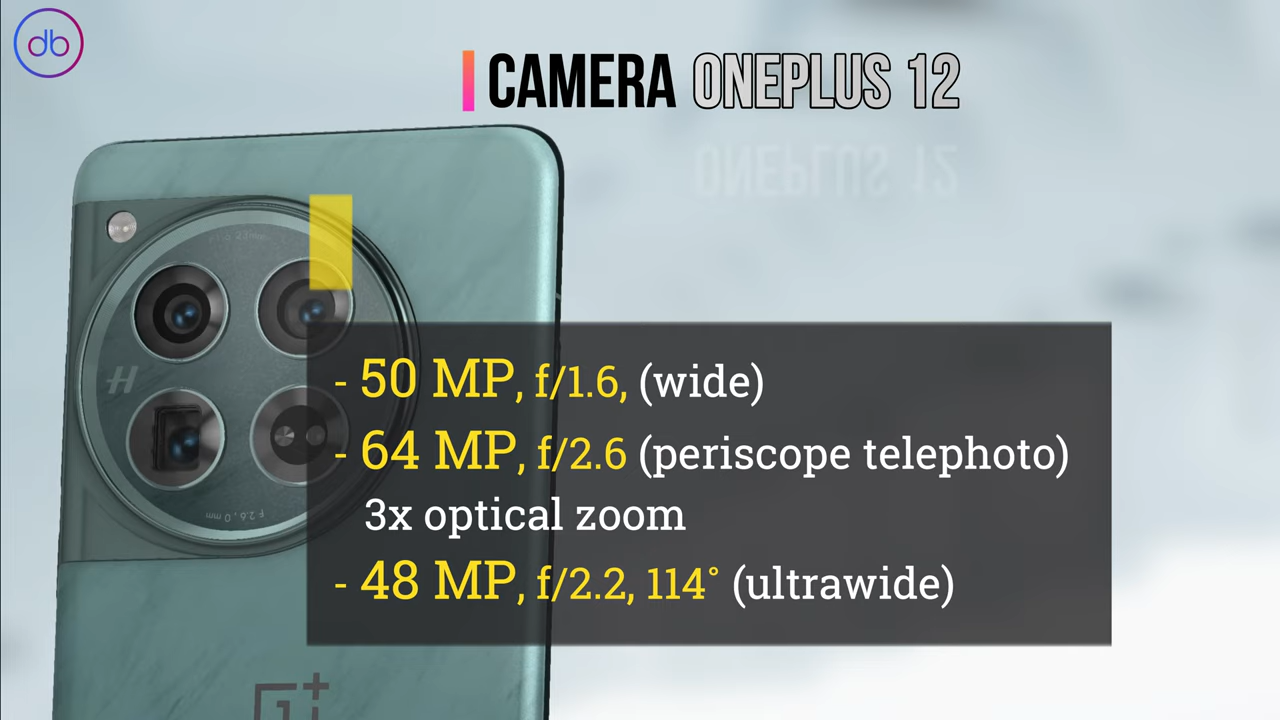 db
CAMERA ONEPLUS 12
- 50 MP, f/1.6, (wide)
- 64 MP, f/2.6 (periscope telephoto)
3x optical zoom
- 48 MP, f/2.2, 114° (ultrawide)
H